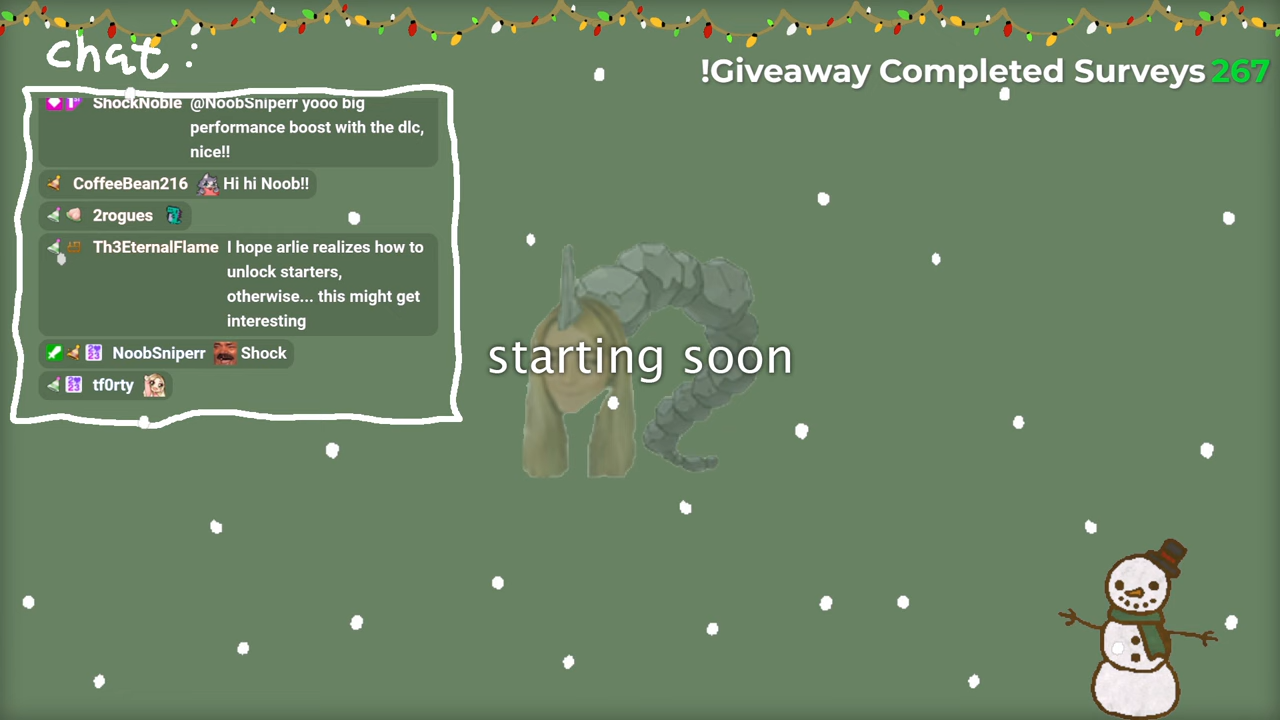 chat:
!Giveaway Completed Surveys 267
ShockNoble @NoobSniperr yooo big
performance boost with the dlc,
nice!!
CoffeeBean216 Hi hi Noob!!
2rogues
Th3EternalFlame I hope arlie realizes how to
unlock starters,
otherwise... this might get
interesting
NoobSniperr Shock
tf0rty
starting soon